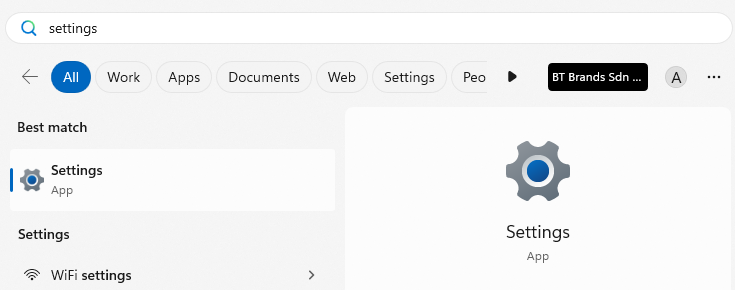 settings
All Work Apps Documents Web Settings Peo BT Brands Sdn ... A
Best match
Settings
App
Settings
WiFi settings
Settings
App